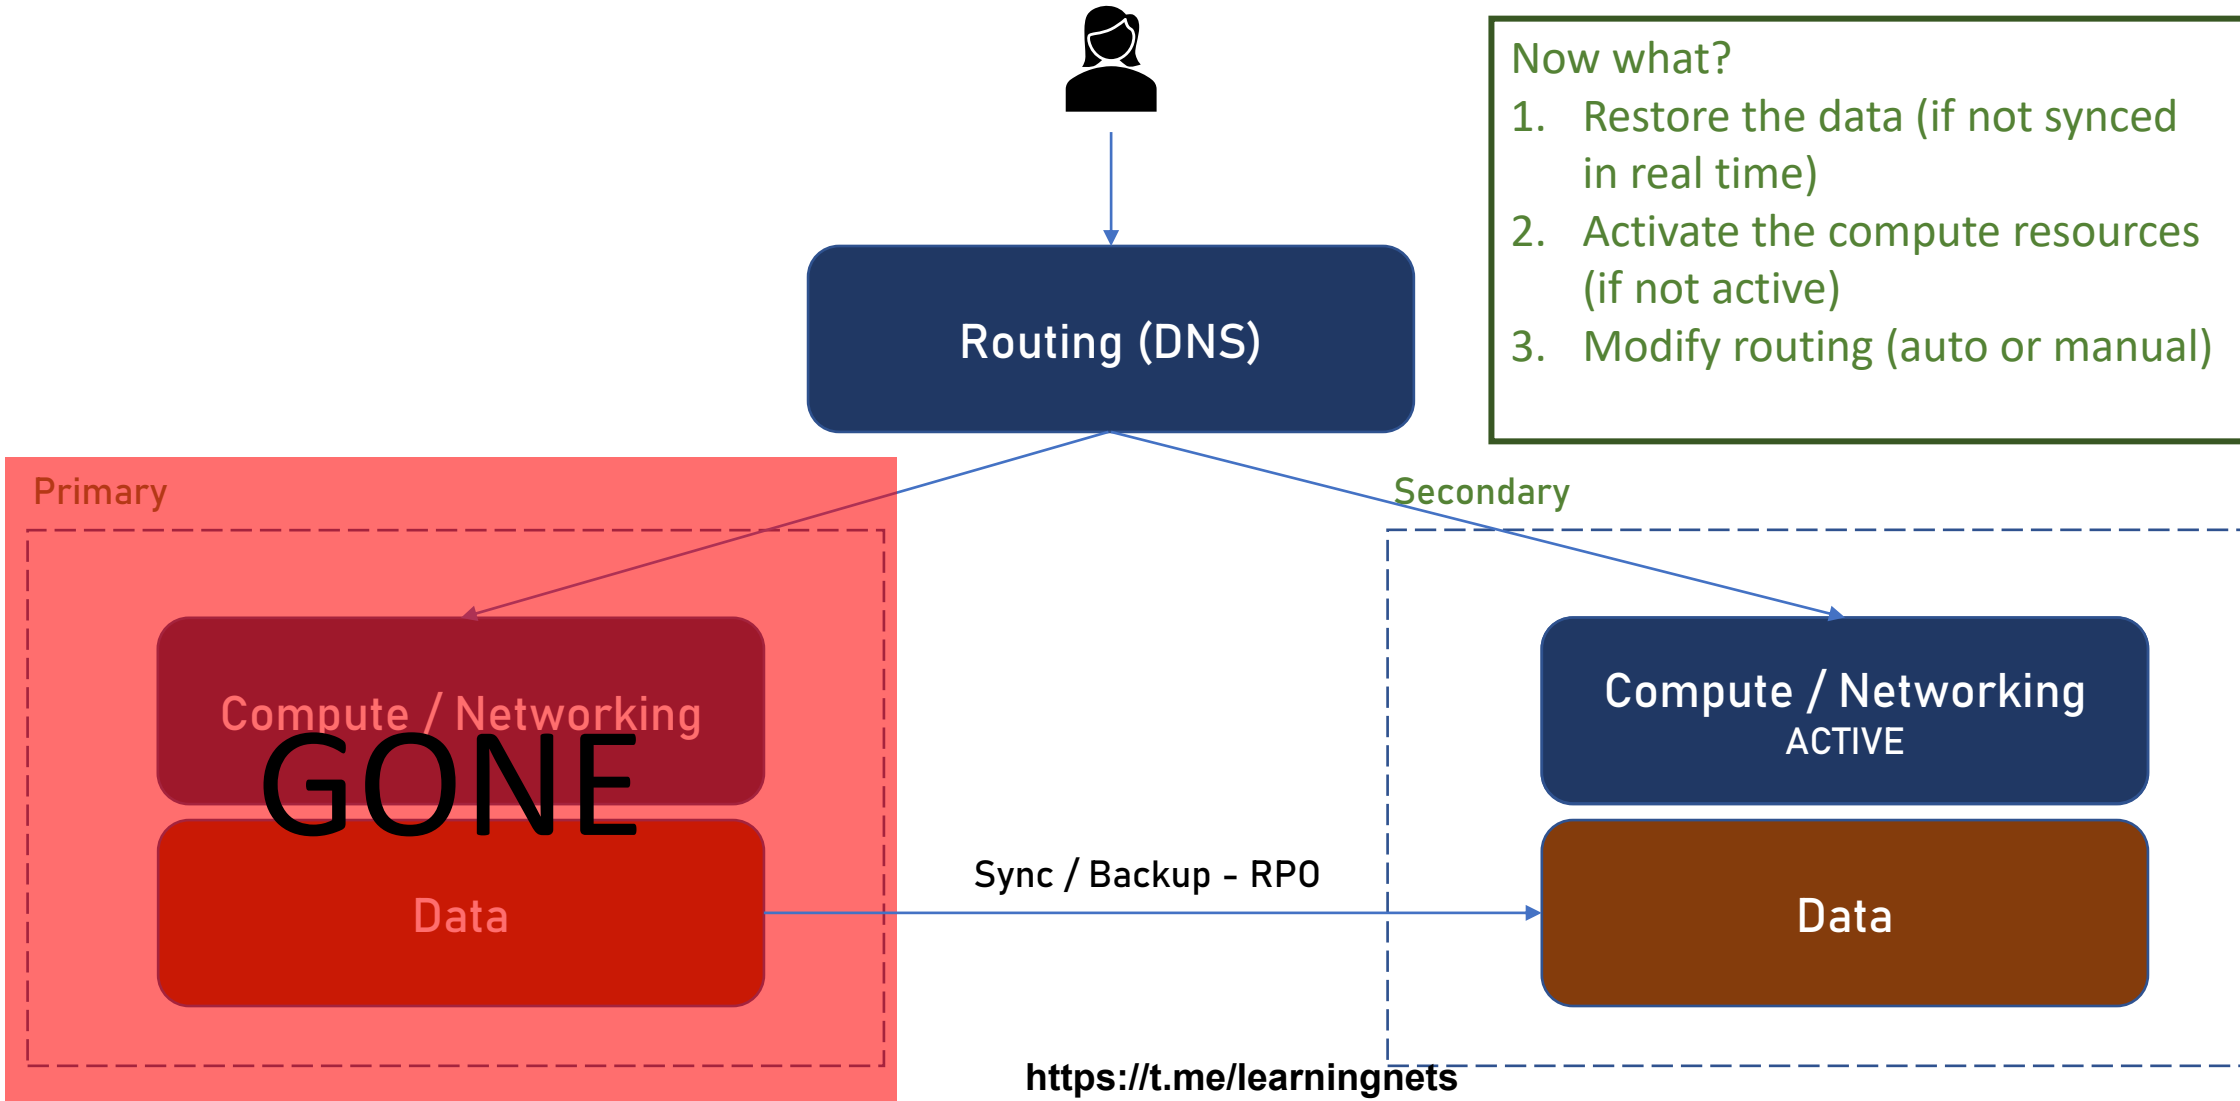 Now what?
1. Restore the data (if not synced
in real time)
2. Activate the compute resources
(if not active)
3. Modify routing (auto or manual)
Routing (DNS)
Primary
Secondary
Compute / Networking
GONE
Data
Sync / Backup - RPO
Compute / Networking
ACTIVE
Data
https://t.me/learningnets